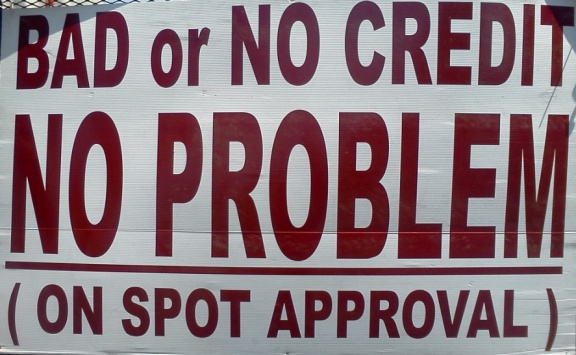 BAD or NO CREDIT
NO PROBLEM
( ON SPOT APPROVAL )